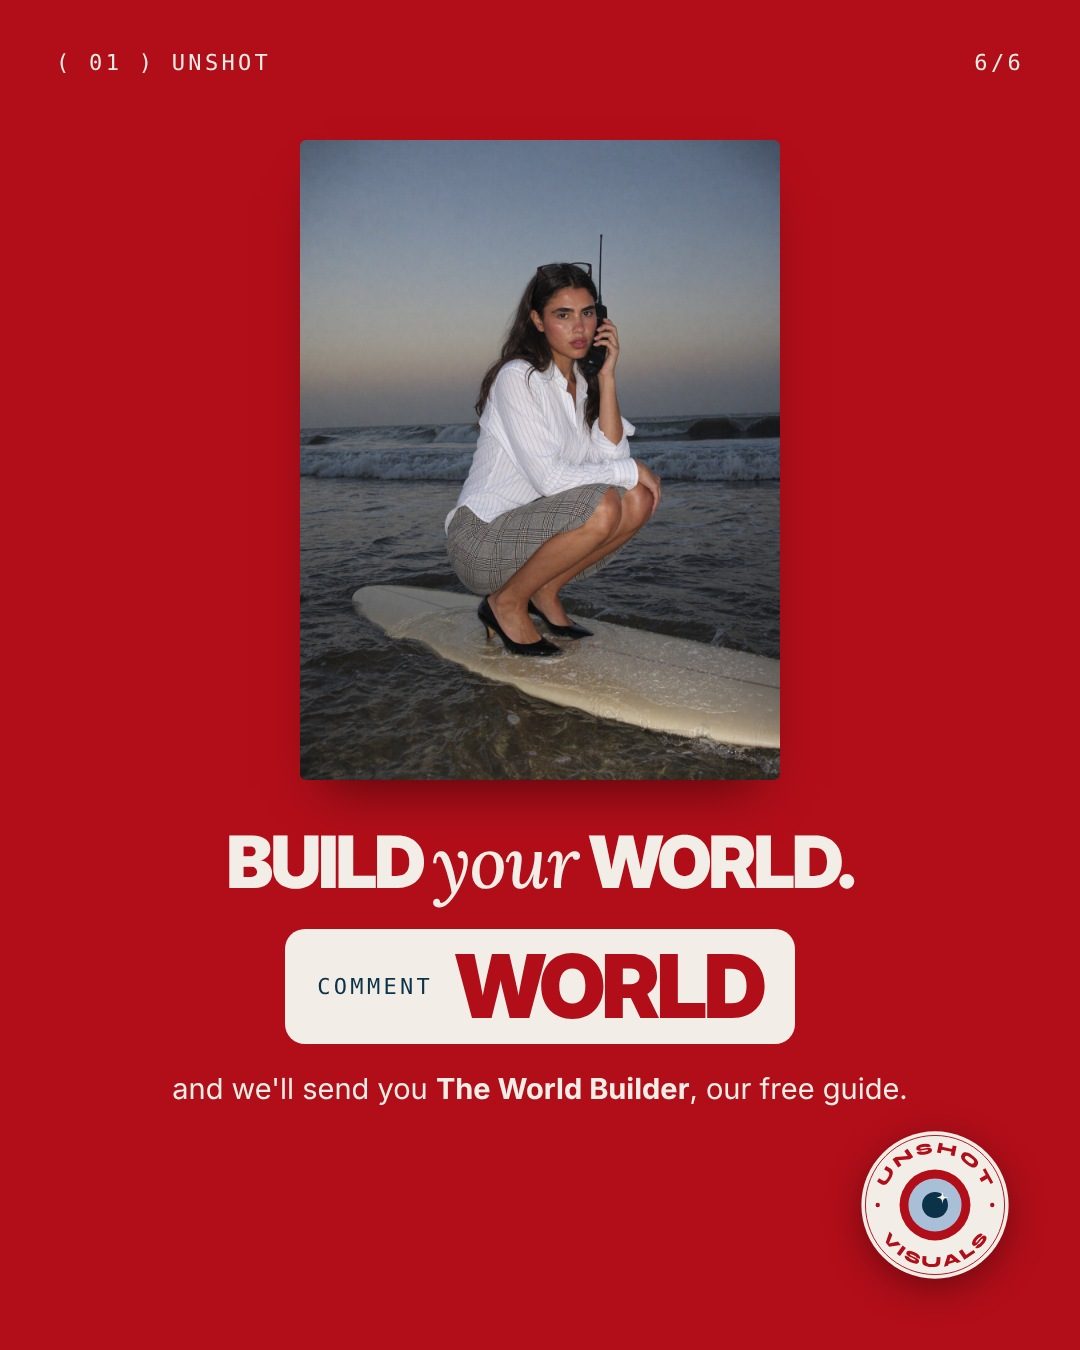 ( 01 ) UNSHOT
6/6
BUILD your WORLD.
COMMENT WORLD
and we'll send you The World Builder, our free guide.
UNSHOT
VISUALS